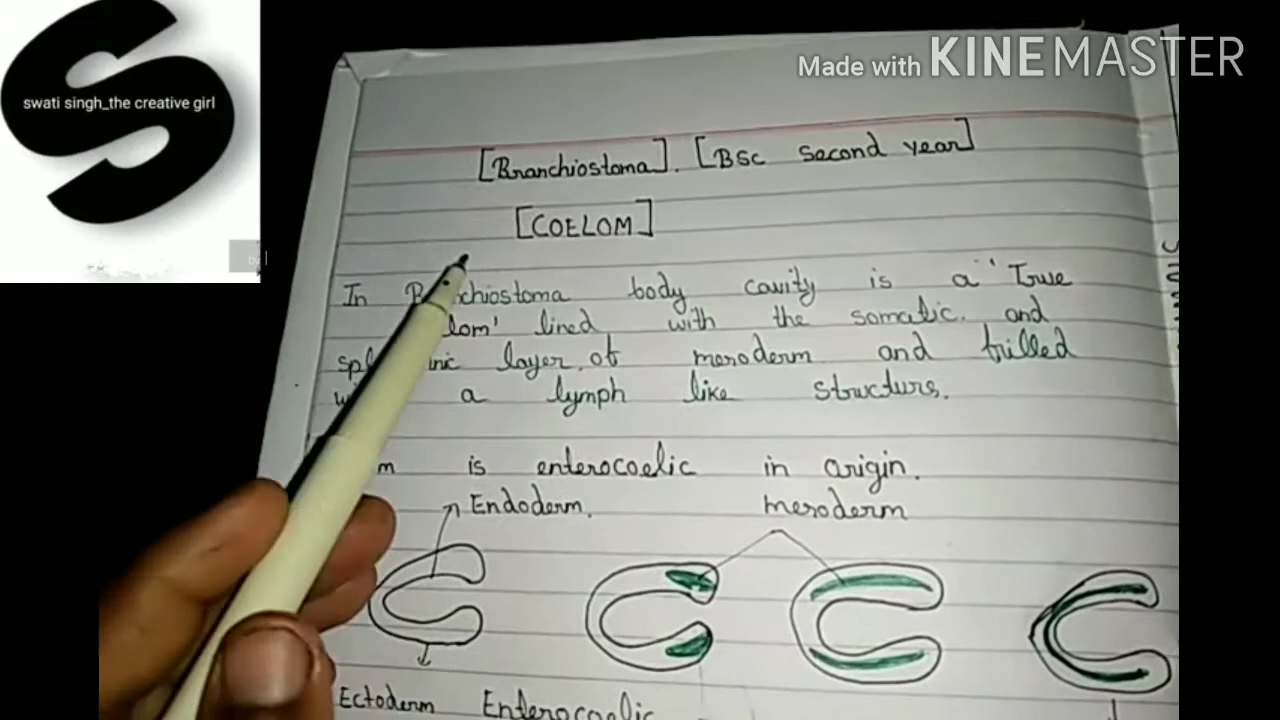 Made with KINEMASTER
swati singh_the creative girl
[Branchiostoma]. [BSc second year]
[COELOM]
In body cavity is a "True
lined with the somatic. and
layer of mesoderm and filled
a lymph like structure.
is enterocoelic in origin.
Endoderm. mesoderm
Ectoderm Enterocoelic